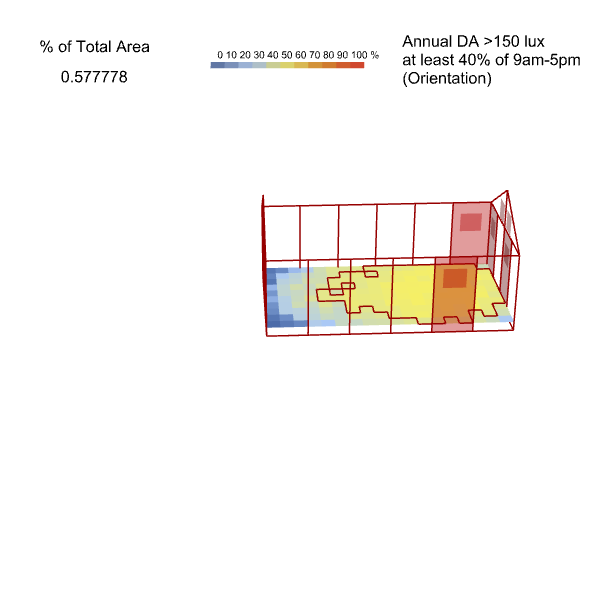 % of Total Area
0.577778
0 10 20 30 40 50 60 70 80 90 100 %
Annual DA >150 lux
at least 40% of 9am-5pm
(Orientation)